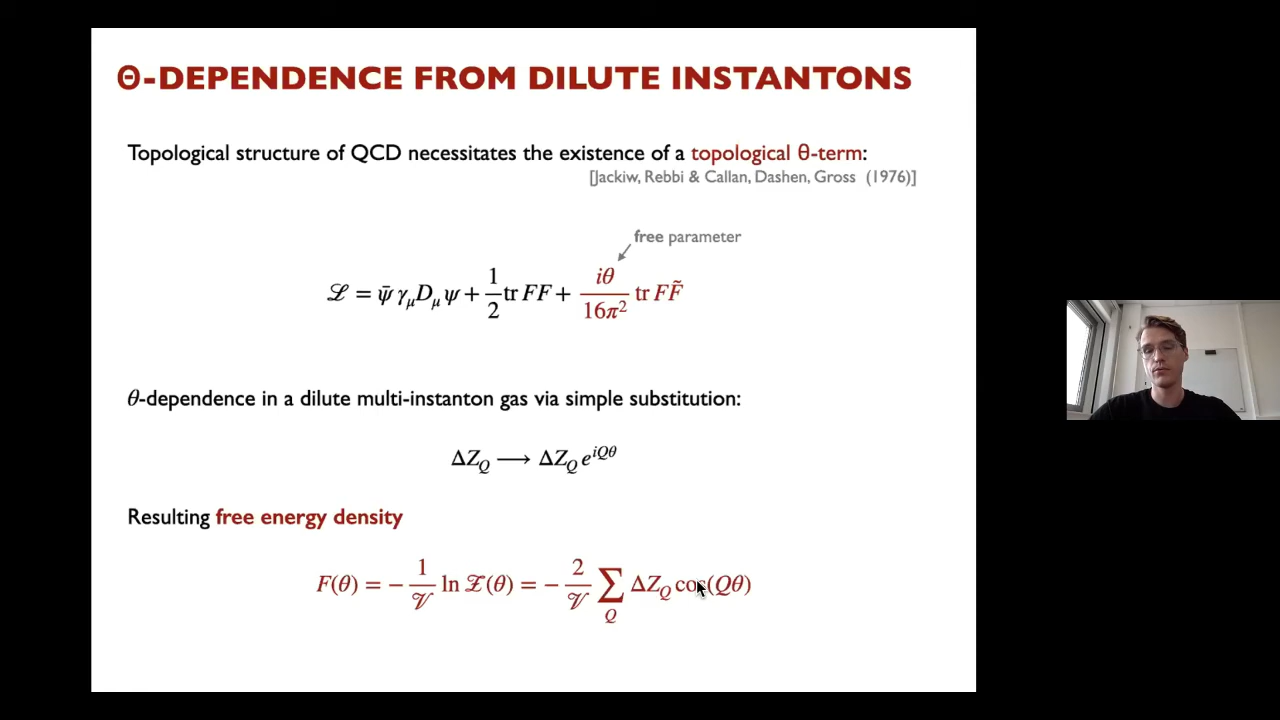 Θ-DEPENDENCE FROM DILUTE INSTANTONS
Topological structure of QCD necessitates the existence of a topological θ-term:
[Jackiw, Rebbi & Callan, Dashen, Gross (1976)]
free parameter
ℒ = ψ̄ γ_μ D_μ ψ + 1/2 tr FF + iθ/16π² tr FF̃
θ-dependence in a dilute multi-instanton gas via simple substitution:
ΔZ_Q ⟶ ΔZ_Q e^{iQθ}
Resulting free energy density
F(θ) = − 1/𝒱 ln 𝒵(θ) = − 2/𝒱 ∑_Q ΔZ_Q cos(Qθ)